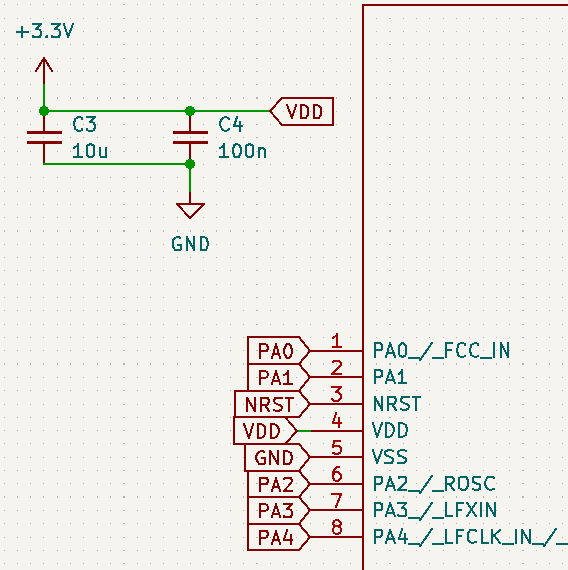 +3.3V
C3
10u
C4
100n
VDD
GND
PA0 1 PA0_/_FCC_IN
PA1 2 PA1
NRST 3 NRST
VDD 4 VDD
GND 5 VSS
PA2 6 PA2_/_ROSC
PA3 7 PA3_/_LFXIN
PA4 8 PA4_/_LFCLK_IN_/_